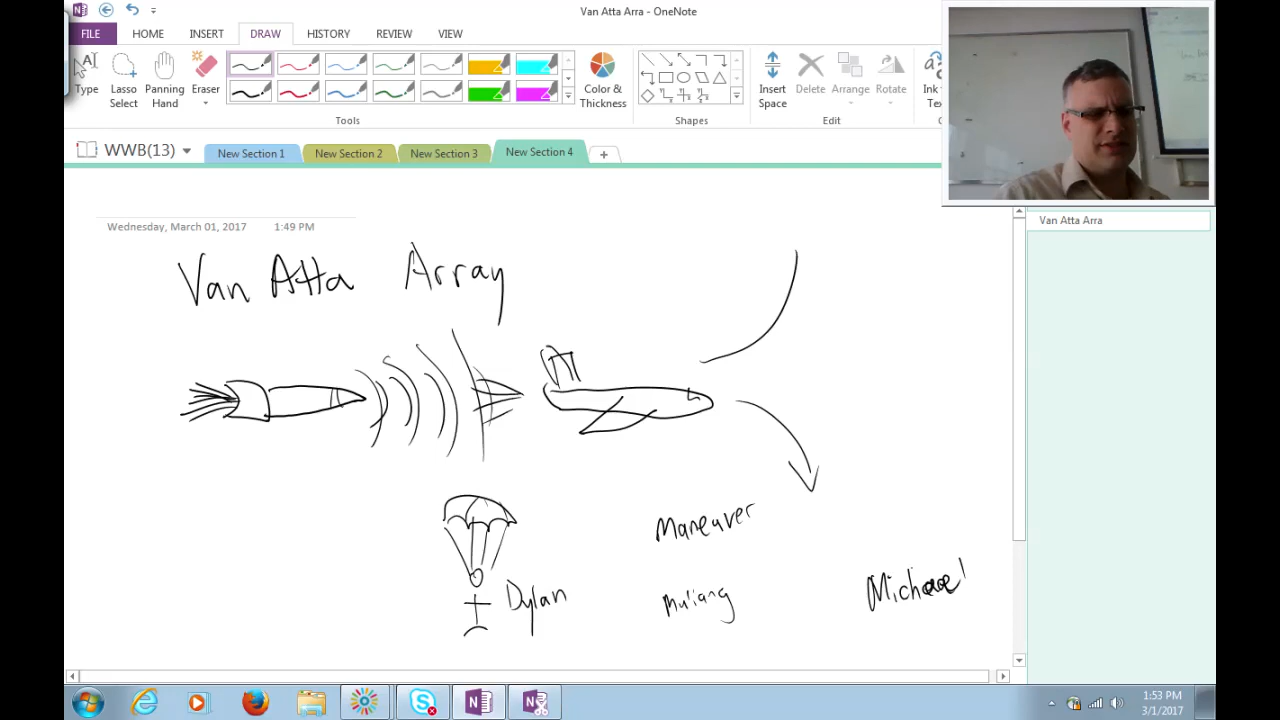 Van Atta Arra - OneNote
FILE HOME INSERT DRAW HISTORY REVIEW VIEW
Type
Lasso Select
Panning Hand
Eraser
Color & Thickness
Insert Space
Delete
Arrange
Rotate
Ink to
Tools
Shapes
Edit
WWB(13)
New Section 1
New Section 2
New Section 3
New Section 4
Van Atta Arra
Wednesday, March 01, 2017 1:49 PM
Van Atta Array
Maneuver
Dylan
Muliang
Michael
1:53 PM
3/1/2017